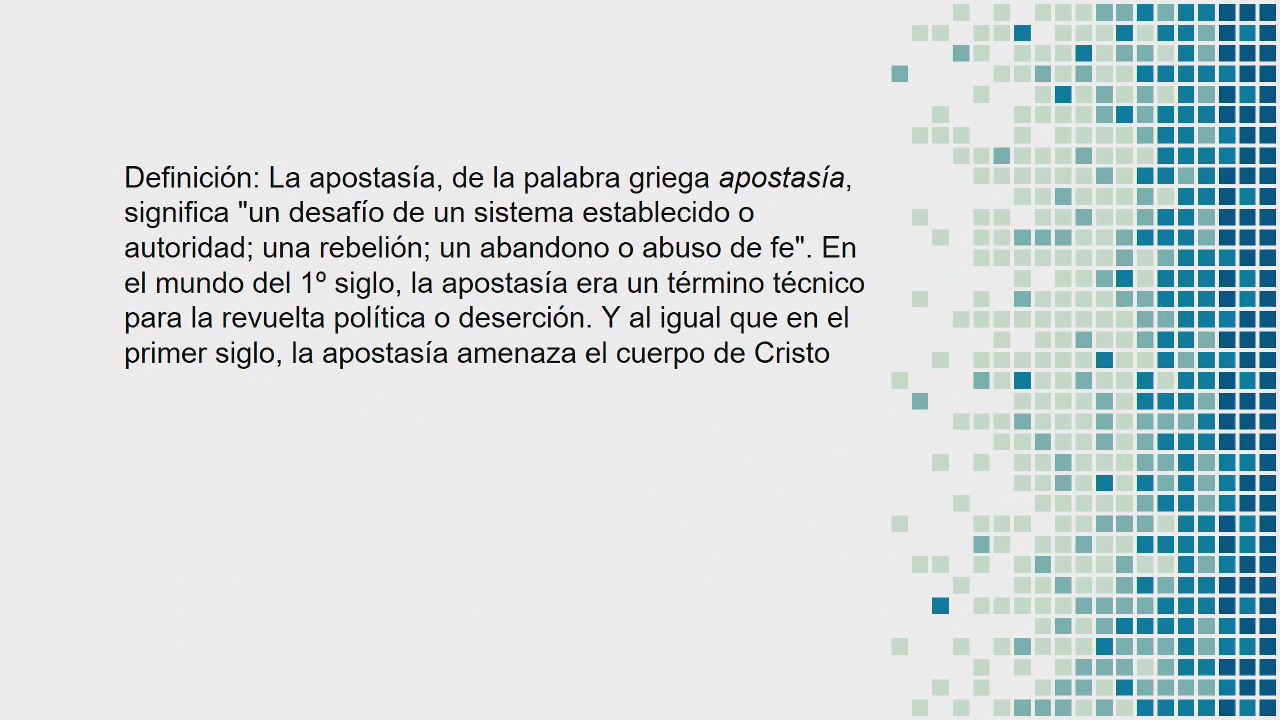 Definición: La apostasía, de la palabra griega apostasía,
significa "un desafío de un sistema establecido o
autoridad; una rebelión; un abandono o abuso de fe". En
el mundo del 1º siglo, la apostasía era un término técnico
para la revuelta política o deserción. Y al igual que en el
primer siglo, la apostasía amenaza el cuerpo de Cristo